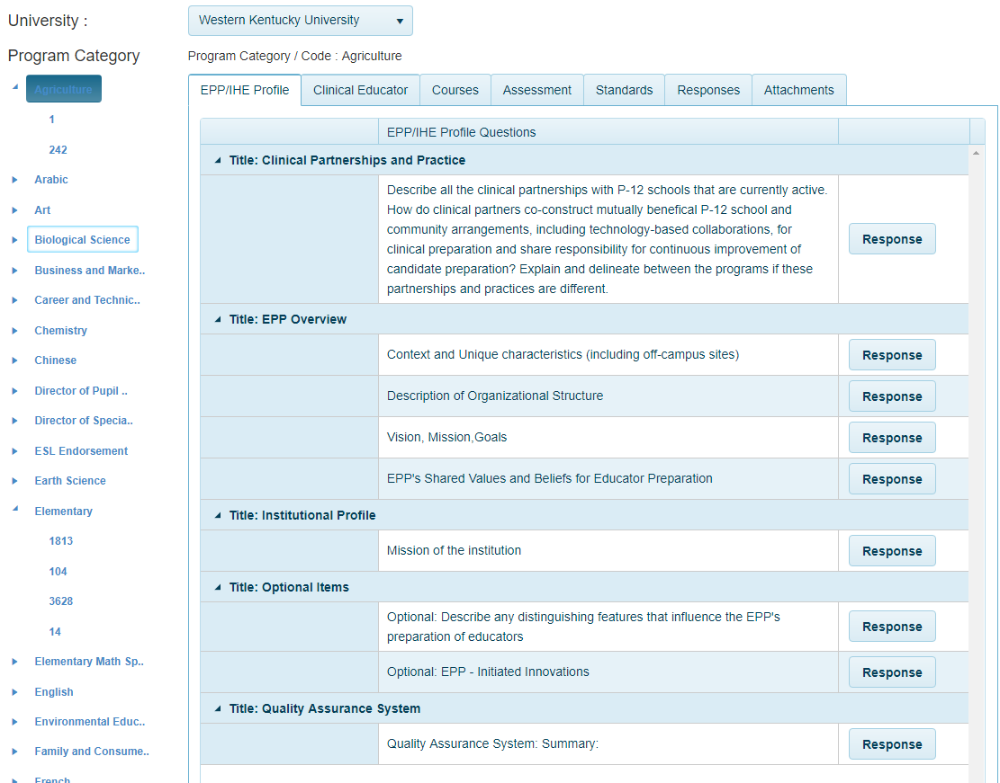 University :
Western Kentucky University
Program Category
Agriculture
1
242
Arabic
Art
Biological Science
Business and Marke..
Career and Technic..
Chemistry
Chinese
Director of Pupil ..
Director of Specia..
ESL Endorsement
Earth Science
Elementary
1813
104
3628
14
Elementary Math Sp..
English
Environmental Educ..
Family and Consume..
French
Program Category / Code : Agriculture
EPP/IHE Profile
Clinical Educator
Courses
Assessment
Standards
Responses
Attachments
EPP/IHE Profile Questions
Title: Clinical Partnerships and Practice
Describe all the clinical partnerships with P-12 schools that are currently active.
How do clinical partners co-construct mutually benefical P-12 school and
community arrangements, including technology-based collaborations, for
clinical preparation and share responsibility for continuous improvement of
candidate preparation? Explain and delineate between the programs if these
partnerships and practices are different.
Response
Title: EPP Overview
Context and Unique characteristics (including off-campus sites)
Response
Description of Organizational Structure
Response
Vision, Mission,Goals
Response
EPP's Shared Values and Beliefs for Educator Preparation
Response
Title: Institutional Profile
Mission of the institution
Response
Title: Optional Items
Optional: Describe any distinguishing features that influence the EPP's
preparation of educators
Response
Optional: EPP - Initiated Innovations
Response
Title: Quality Assurance System
Quality Assurance System: Summary:
Response